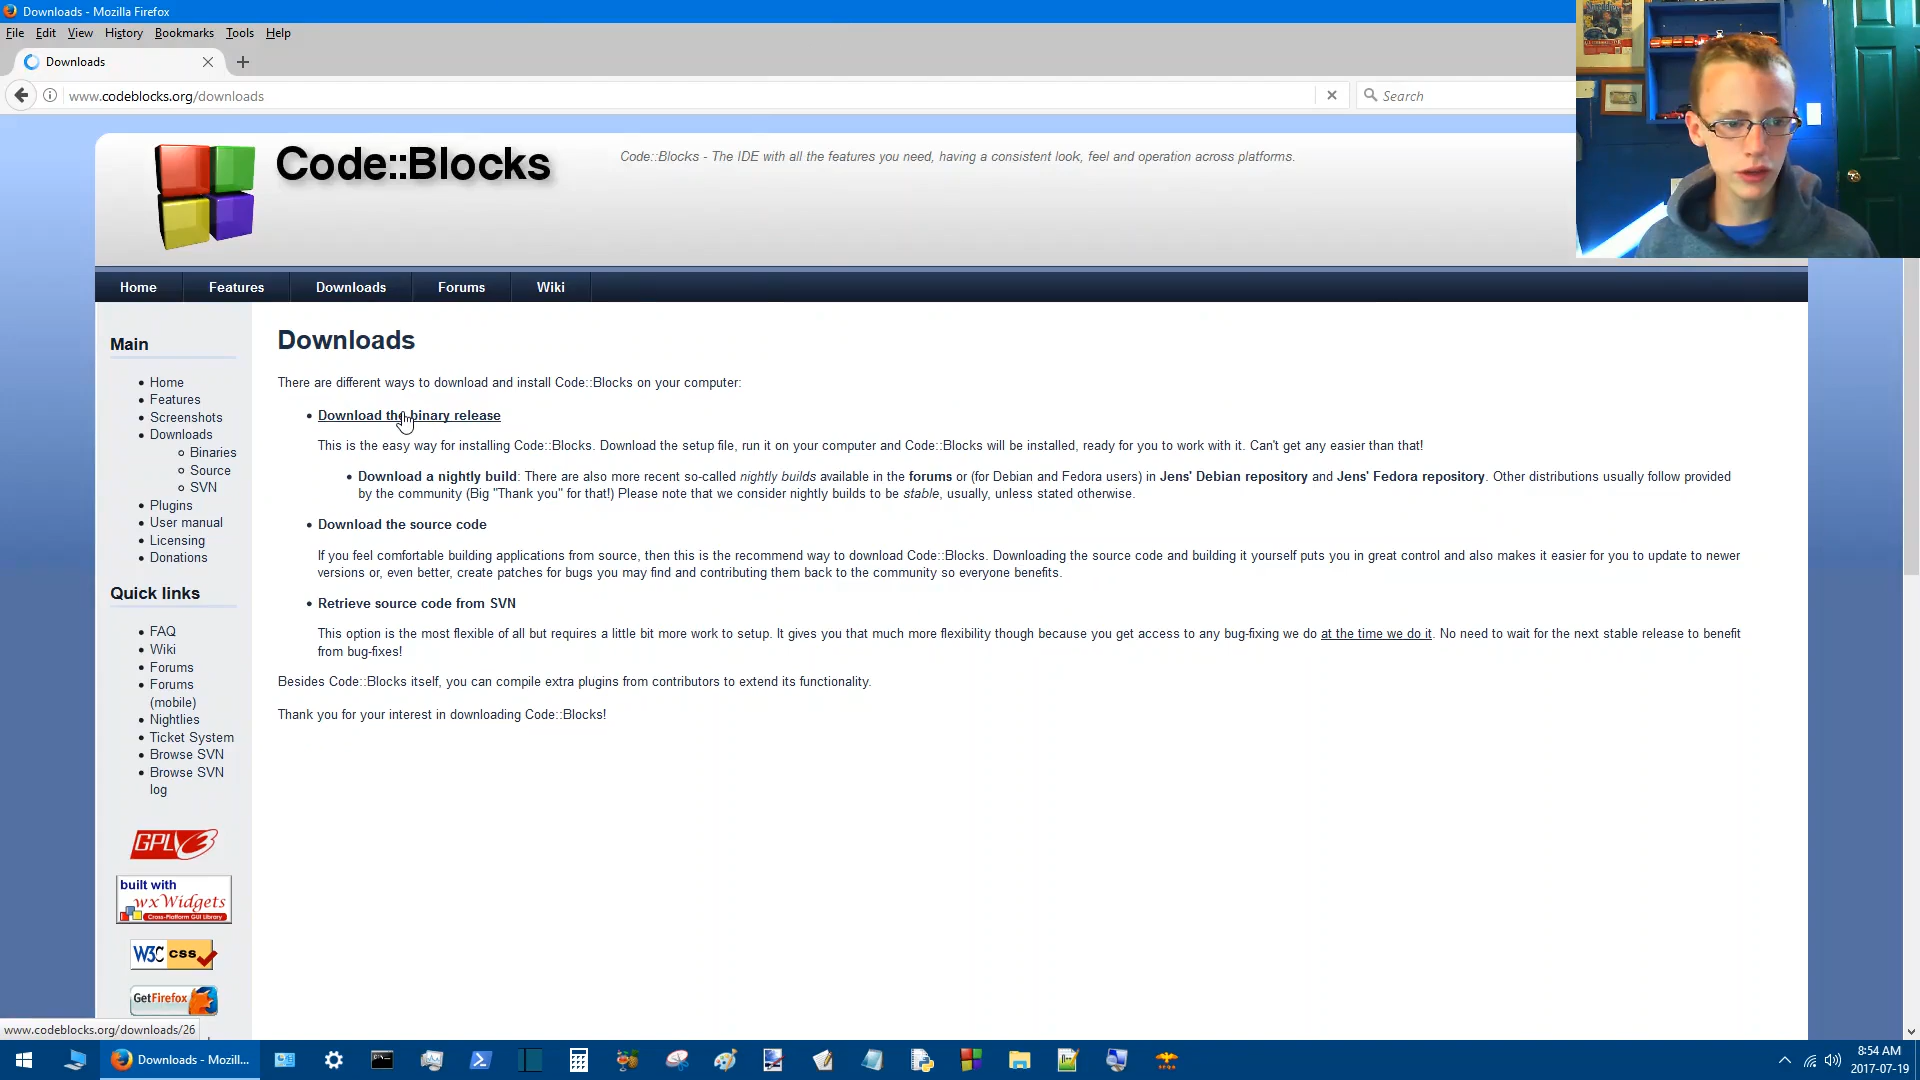 Downloads - Mozilla Firefox
File Edit View History Bookmarks Tools Help
Downloads
www.codeblocks.org/downloads
Search
Code::Blocks
Code::Blocks - The IDE with all the features you need, having a consistent look, feel and operation across platforms.
Home Features Downloads Forums Wiki
Main
Home
Features
Screenshots
Downloads
Binaries
Source
SVN
Plugins
User manual
Licensing
Donations
Quick links
FAQ
Wiki
Forums
Forums
(mobile)
Nightlies
Ticket System
Browse SVN
Browse SVN
log
GPLv3
built with
wxWidgets
Cross-Platform GUI Library
W3C css
GetFirefox
Downloads
There are different ways to download and install Code::Blocks on your computer:
Download the binary release
This is the easy way for installing Code::Blocks. Download the setup file, run it on your computer and Code::Blocks will be installed, ready for you to work with it. Can't get any easier than that!
Download a nightly build: There are also more recent so-called nightly builds available in the forums or (for Debian and Fedora users) in Jens' Debian repository and Jens' Fedora repository. Other distributions usually follow provided
by the community (Big "Thank you" for that!) Please note that we consider nightly builds to be stable, usually, unless stated otherwise.
Download the source code
If you feel comfortable building applications from source, then this is the recommend way to download Code::Blocks. Downloading the source code and building it yourself puts you in great control and also makes it easier for you to update to newer
versions or, even better, create patches for bugs you may find and contributing them back to the community so everyone benefits.
Retrieve source code from SVN
This option is the most flexible of all but requires a little bit more work to setup. It gives you that much more flexibility though because you get access to any bug-fixing we do at the time we do it. No need to wait for the next stable release to benefit
from bug-fixes!
Besides Code::Blocks itself, you can compile extra plugins from contributors to extend its functionality.
Thank you for your interest in downloading Code::Blocks!
www.codeblocks.org/downloads/26
Downloads - Mozill...
8:54 AM
2017-07-19